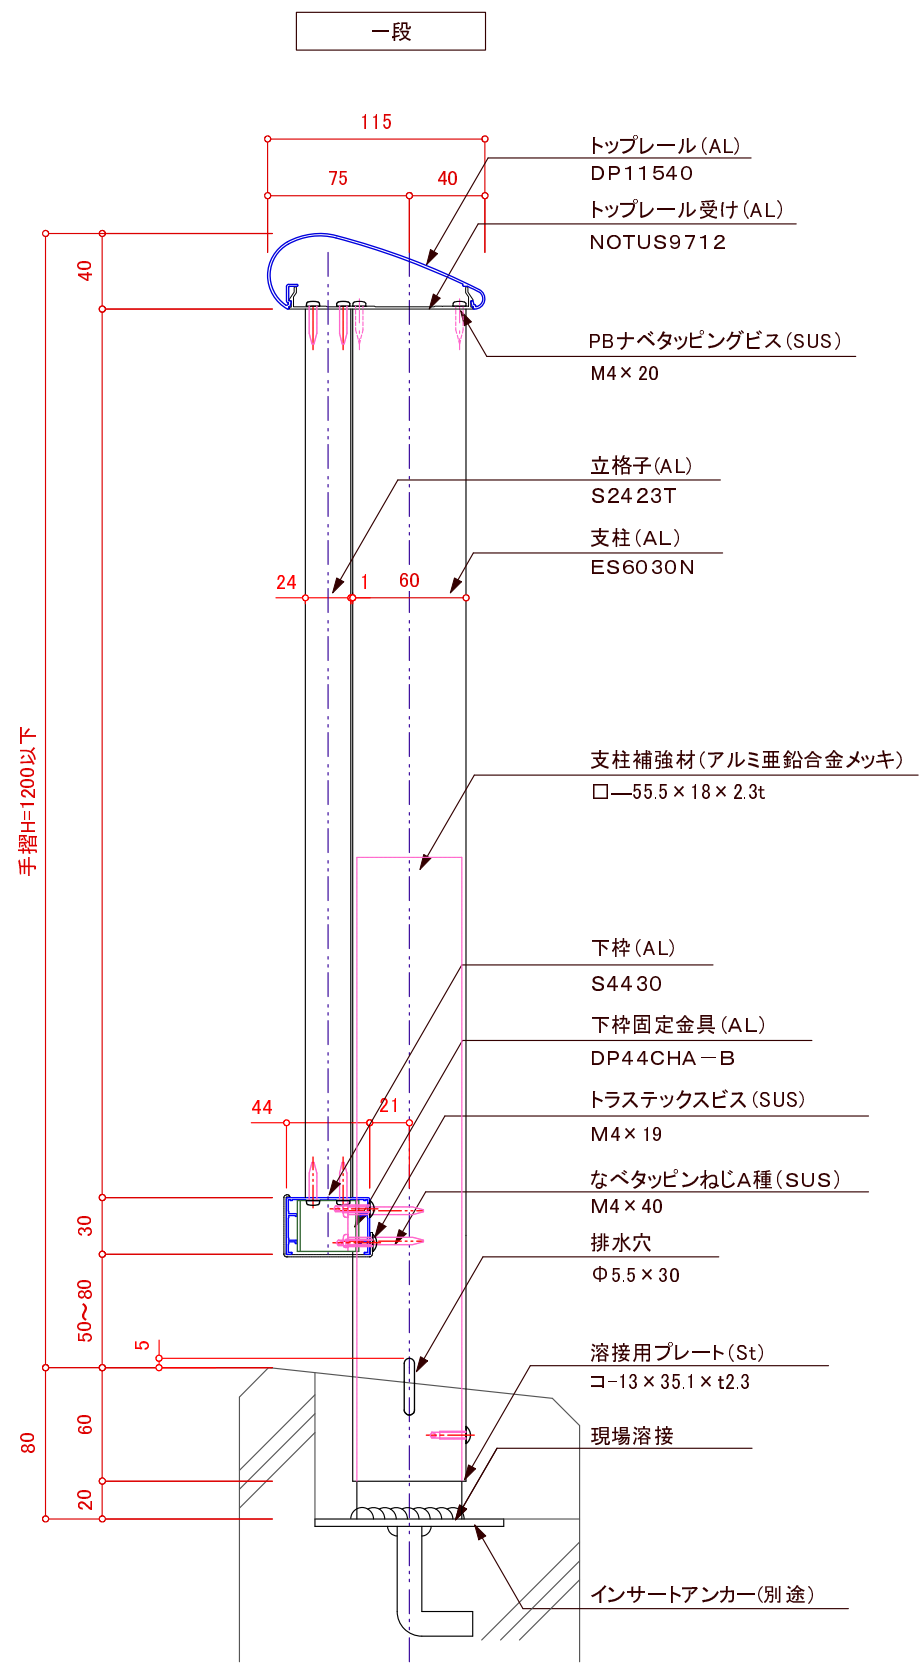 一段
115
75
40
トップレール(AL)
DP11540
トップレール受け(AL)
NOTUS9712
40
PBナベタッピングビス(SUS)
M4×20
立格子(AL)
S2423T
支柱(AL)
ES6030N
24
1
60
手摺H=1200以下
支柱補強材(アルミ亜鉛合金メッキ)
□—55.5×18×2.3t
下枠(AL)
S4430
下枠固定金具(AL)
DP44CHA－B
44
21
トラステックスビス(SUS)
M4×19
なベタッピンねじA種(SUS)
M4×40
30
排水穴
Φ5.5×30
50～80
5
溶接用プレート(St)
コ-13×35.1×t2.3
60
80
現場溶接
20
インサートアンカー(別途)